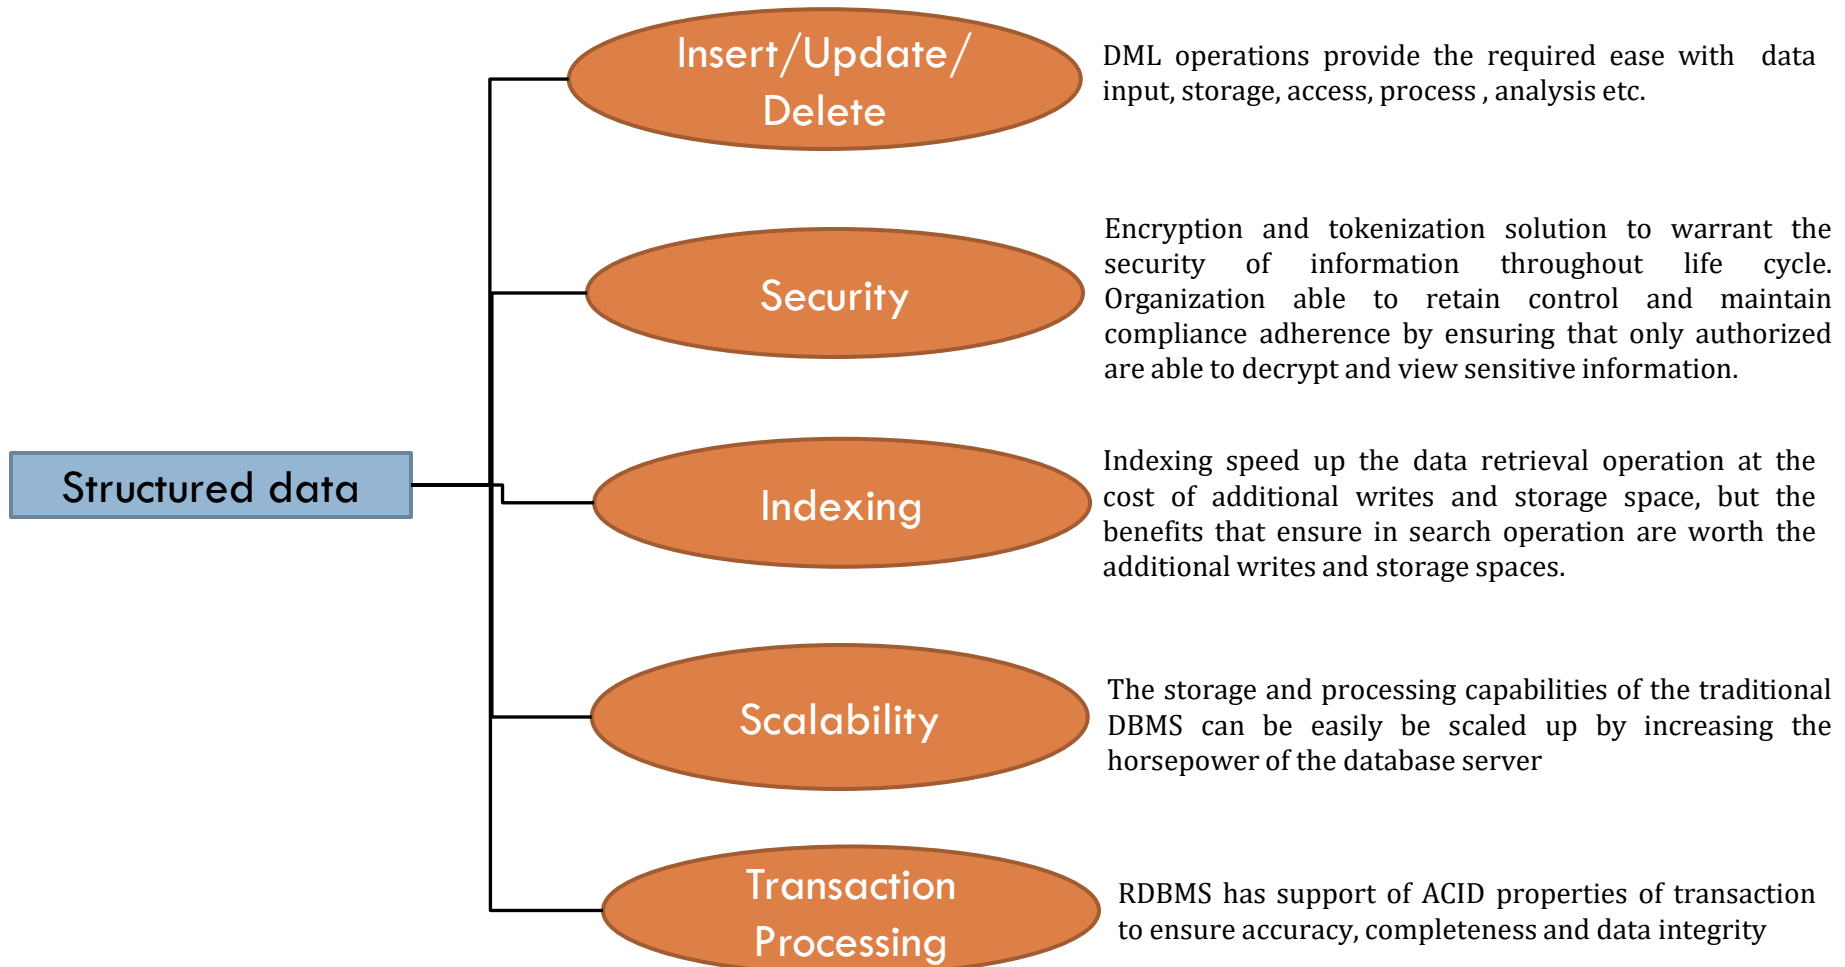 Insert/Update/
Delete
DML operations provide the required ease with data
input, storage, access, process , analysis etc.
Security
Encryption and tokenization solution to warrant the
security of information throughout life cycle.
Organization able to retain control and maintain
compliance adherence by ensuring that only authorized
are able to decrypt and view sensitive information.
Structured data
Indexing
Indexing speed up the data retrieval operation at the
cost of additional writes and storage space, but the
benefits that ensure in search operation are worth the
additional writes and storage spaces.
Scalability
The storage and processing capabilities of the traditional
DBMS can be easily be scaled up by increasing the
horsepower of the database server
Transaction
Processing
RDBMS has support of ACID properties of transaction
to ensure accuracy, completeness and data integrity